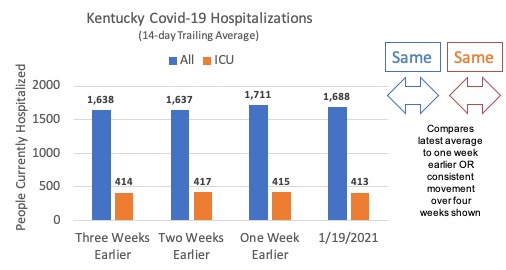 Kentucky Covid-19 Hospitalizations
(14-day Trailing Average)
All ICU
People Currently Hospitalized
2000
1500
1000
500
0
1,638
414
1,637
417
1,711
415
1,688
413
Three Weeks
Earlier
Two Weeks
Earlier
One Week
Earlier
1/19/2021
Same
Same
Compares
latest average
to one week
earlier OR
consistent
movement
over four
weeks shown